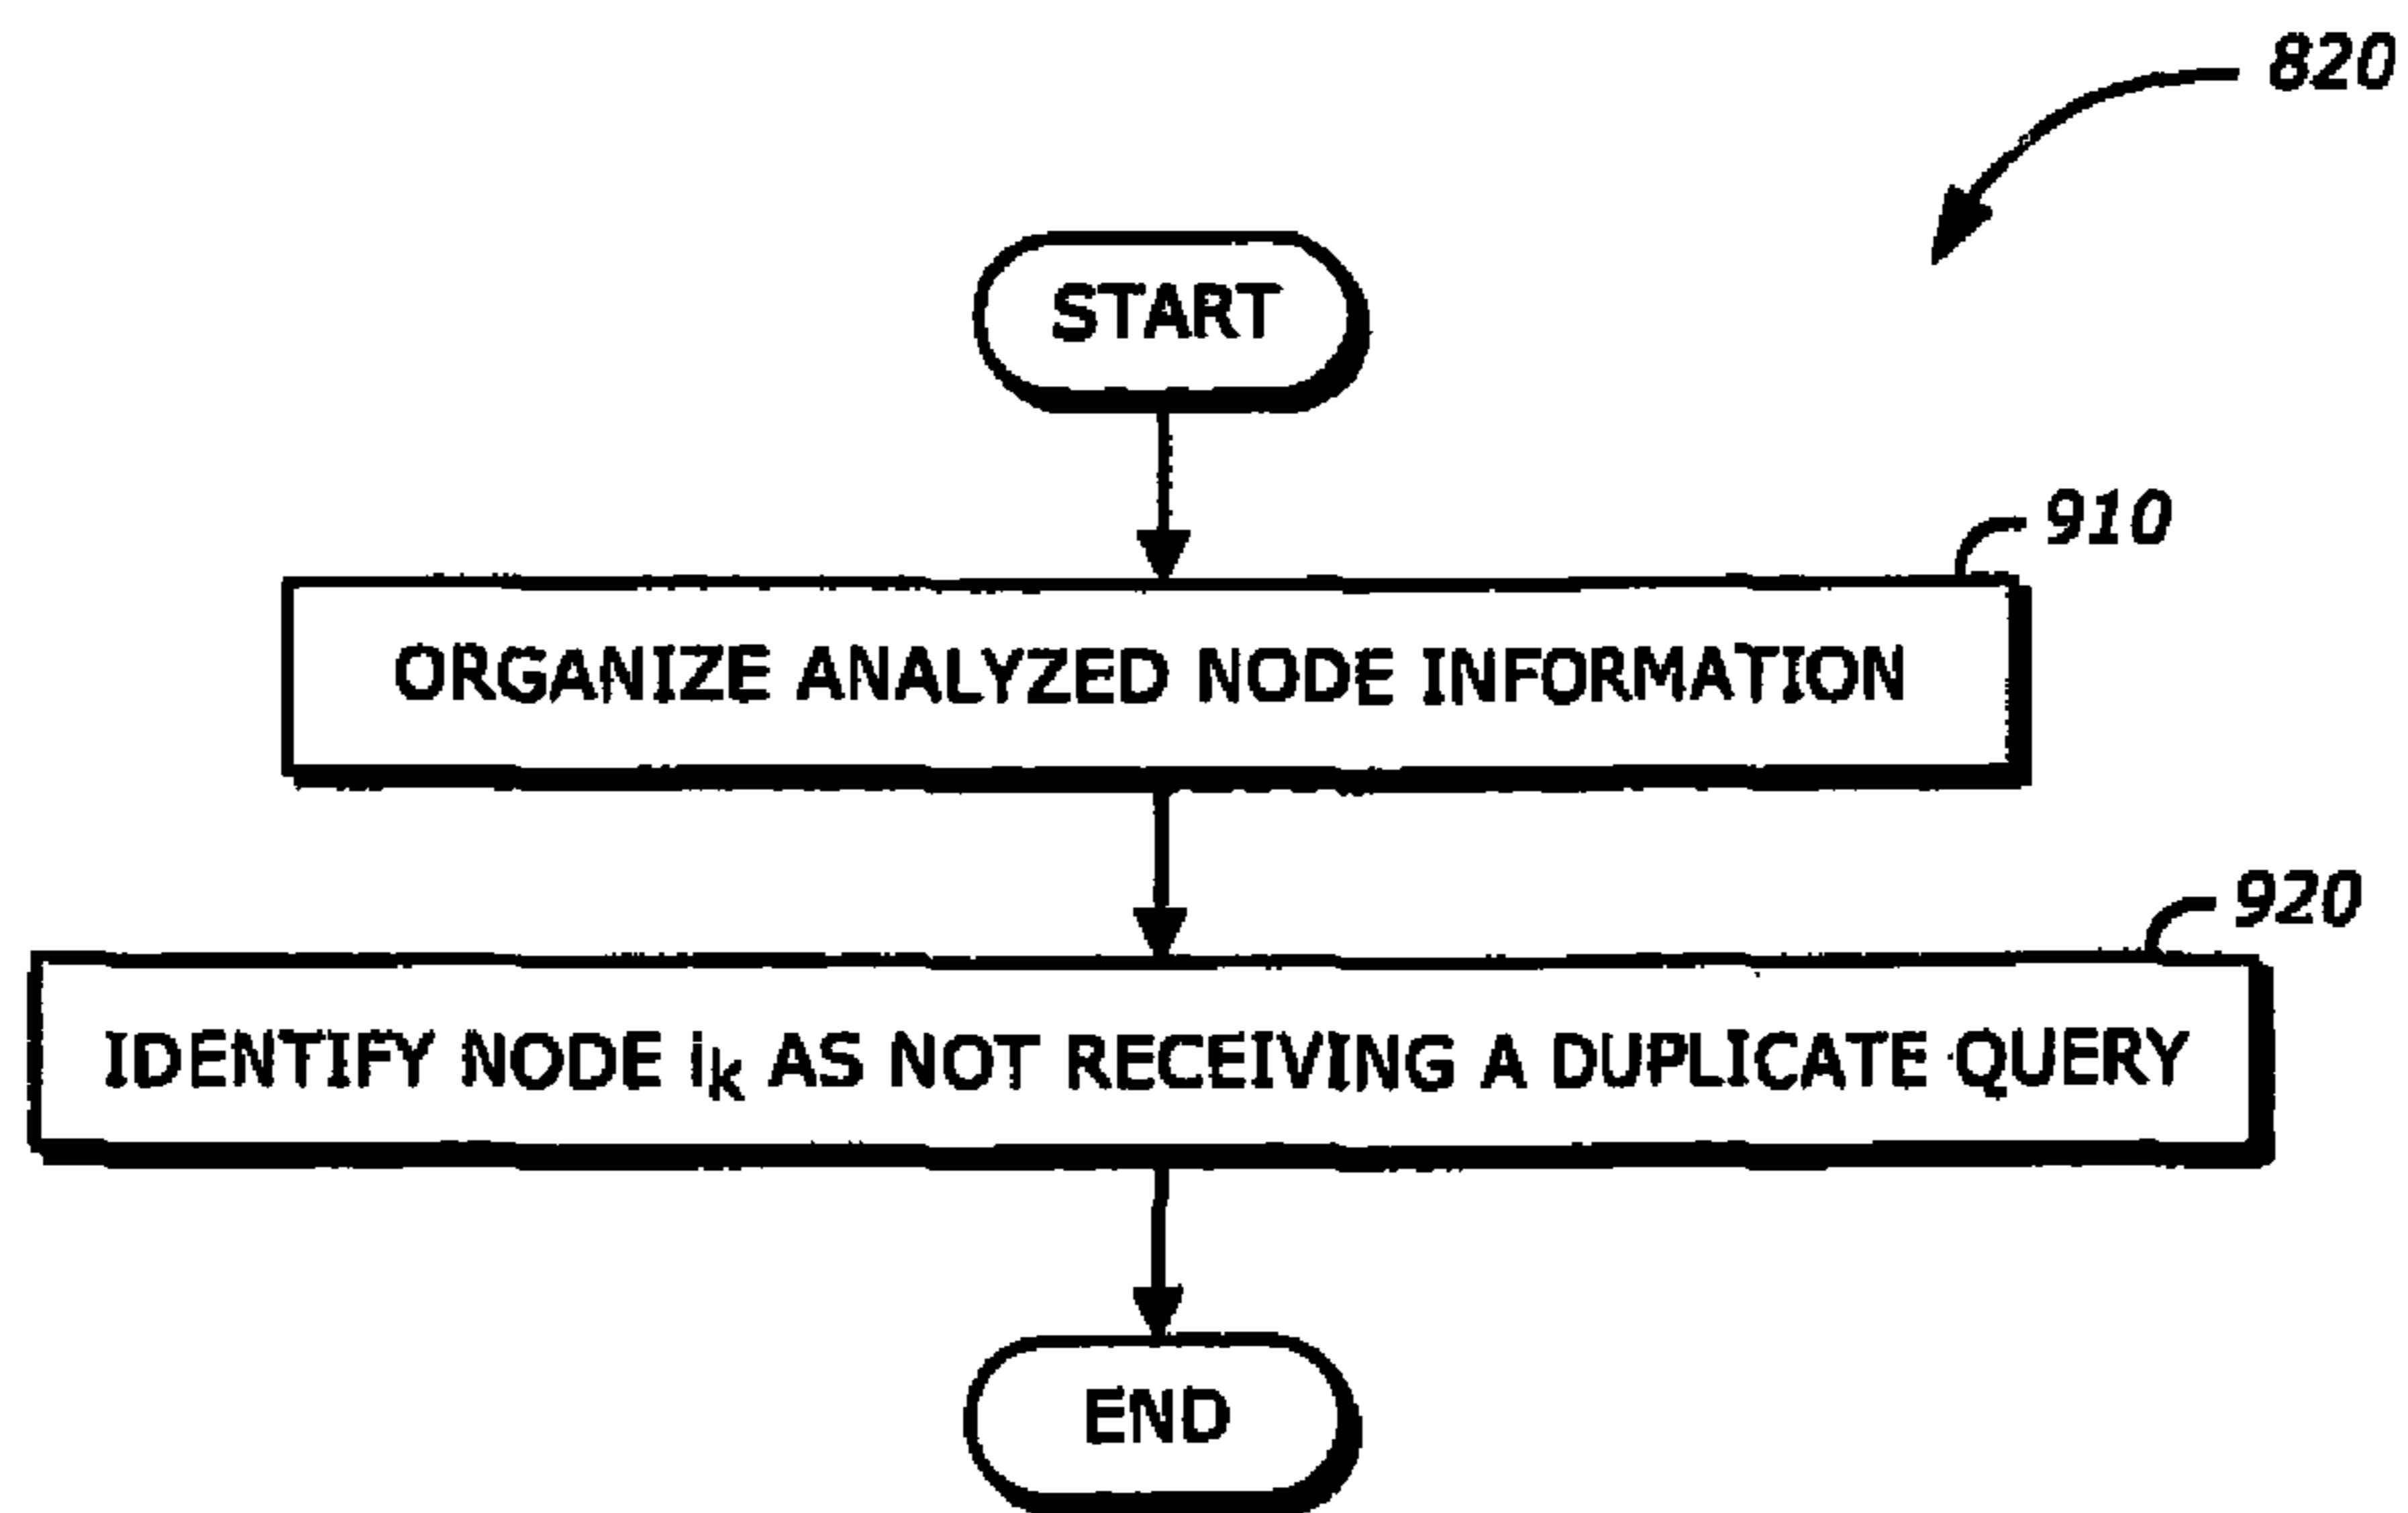 820
START
910
ORGANIZE ANALYZED NODE INFORMATION
920
IDENTIFY NODE ik AS NOT RECEIVING A DUPLICATE QUERY
END